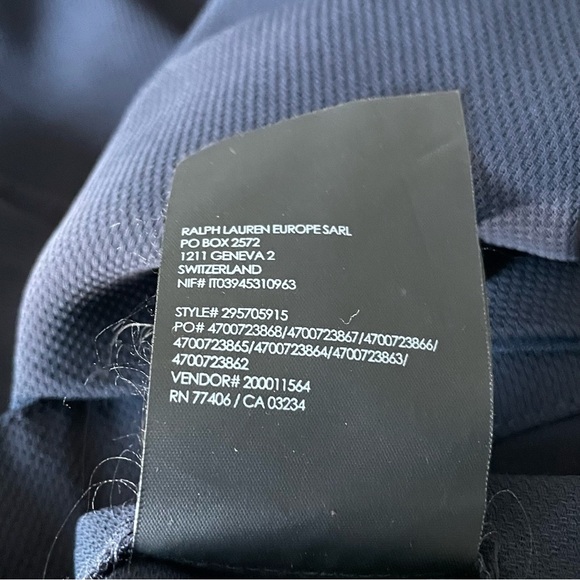 RALPH LAUREN EUROPE SARL
PO BOX 2572
1211 GENEVA 2
SWITZERLAND
NIF# IT03945310963
STYLE# 295705915
PO# 4700723868/4700723867/4700723866/
4700723865/4700723864/4700723863/
4700723862
VENDOR# 200011564
RN 77406 / CA 03234